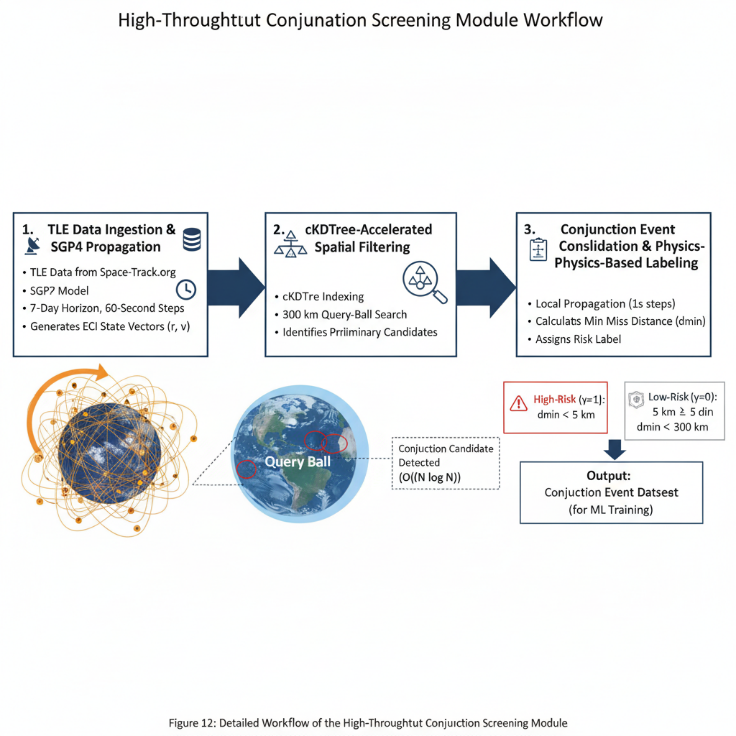 High-Throughtut Conjunation Screening Module Workflow
1. TLE Data Ingestion &
SGP4 Propagation
• TLE Data from Space-Track.org
• SGP7 Model
• 7-Day Horizon, 60-Second Steps
• Generates ECI State Vectors (r, v)
2. cKDTree-Accelerated
Spatial Filtering
• cKDTre Indexing
• 300 km Query-Ball Search
• Identifies Prriiminary Candidates
3. Conjunction Event
Conslidation & Physics-
Physics-Based Labeling
• Local Propagation (1s steps)
• Calculats Min Miss Distance (dmin)
• Assigns Risk Label
Query Ball
Conjuction Candidate
Detected
(O((N log N))
High-Risk (γ=1):
dmin < 5 km
Low-Risk (γ=0):
5 km ≧ 5 din
dmin < 300 km
Output:
Conjuction Event Datsest
(for ML Training)
Figure 12: Detailed Workflow of the High-Throughtut Conjuıction Screening Module